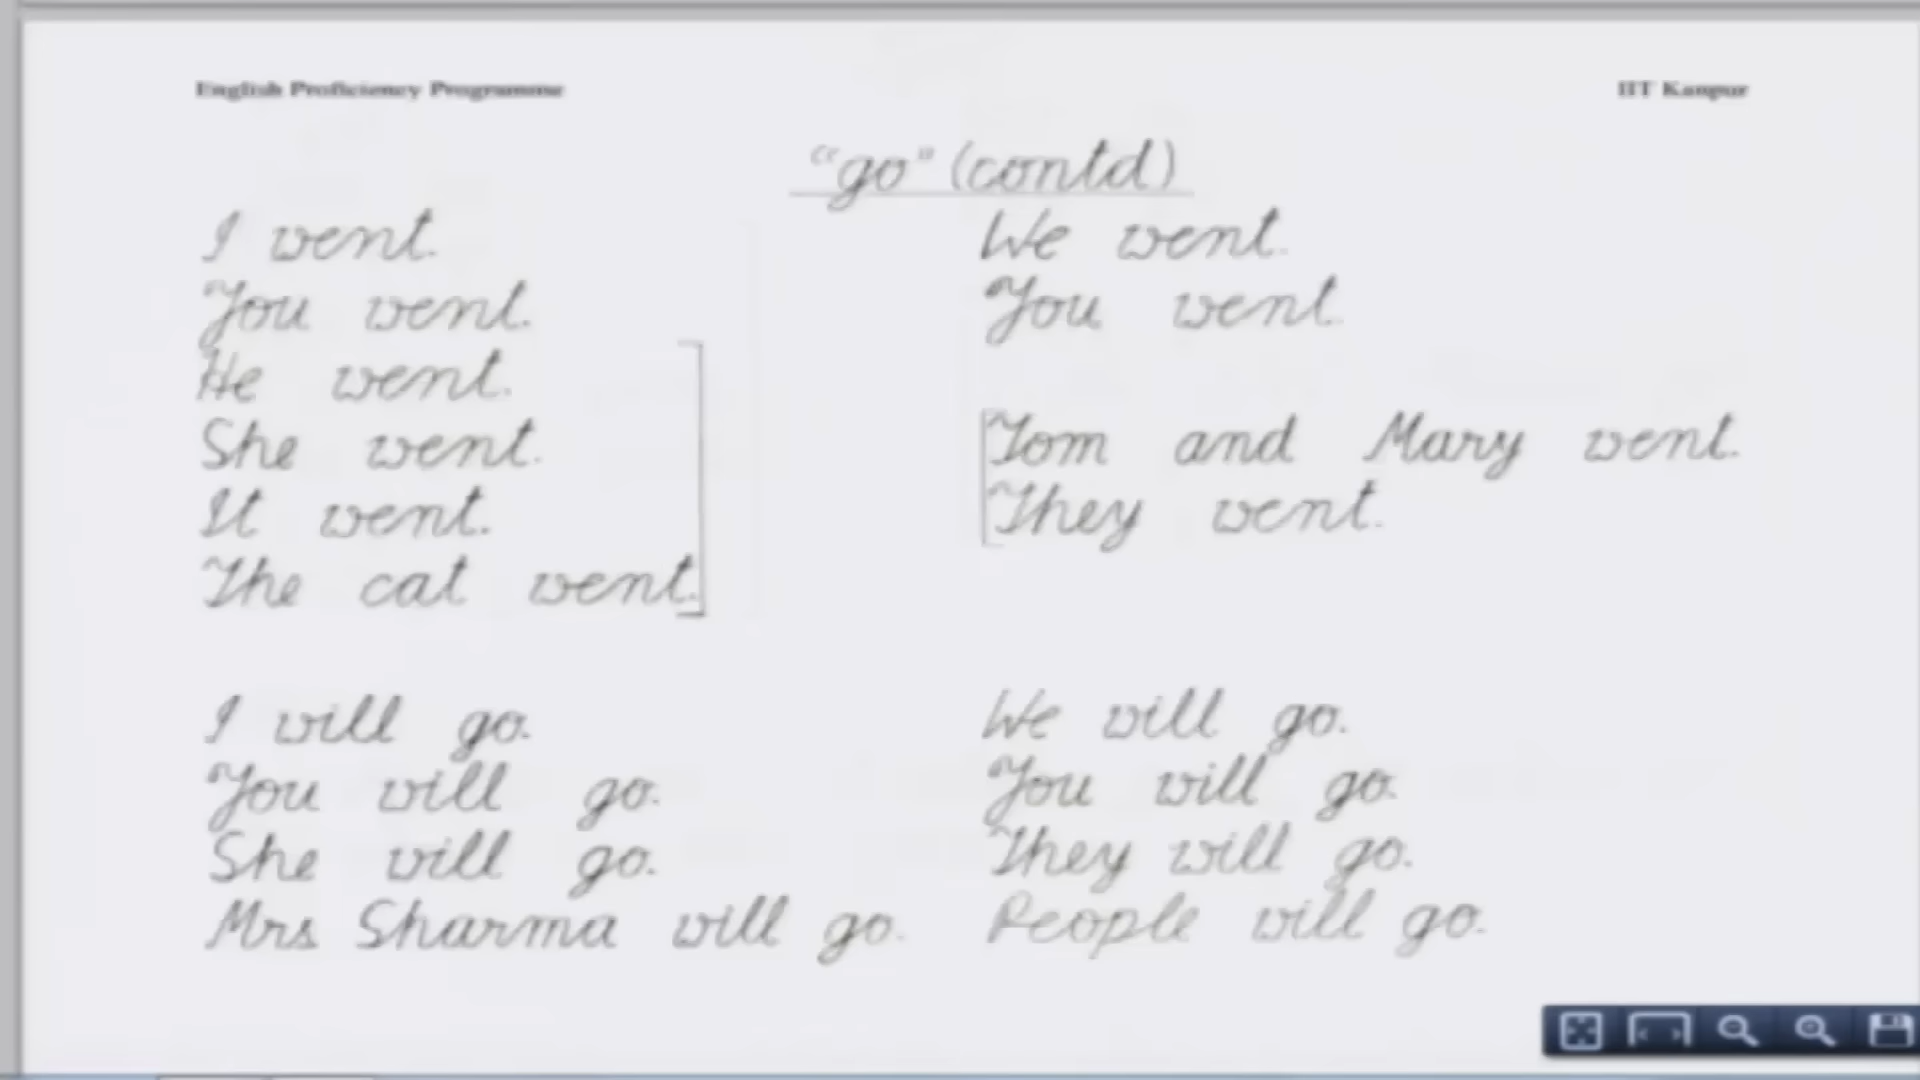 English Proficiency Programme
IIT Kanpur
"go" (contd)
I went.
You went.
He went.
She went.
It went.
The cat went.
We went.
You went.
Tom and Mary went.
They went.
I will go.
You will go.
She will go.
Mrs Sharma will go.
We will go.
You will go.
They will go.
People will go.